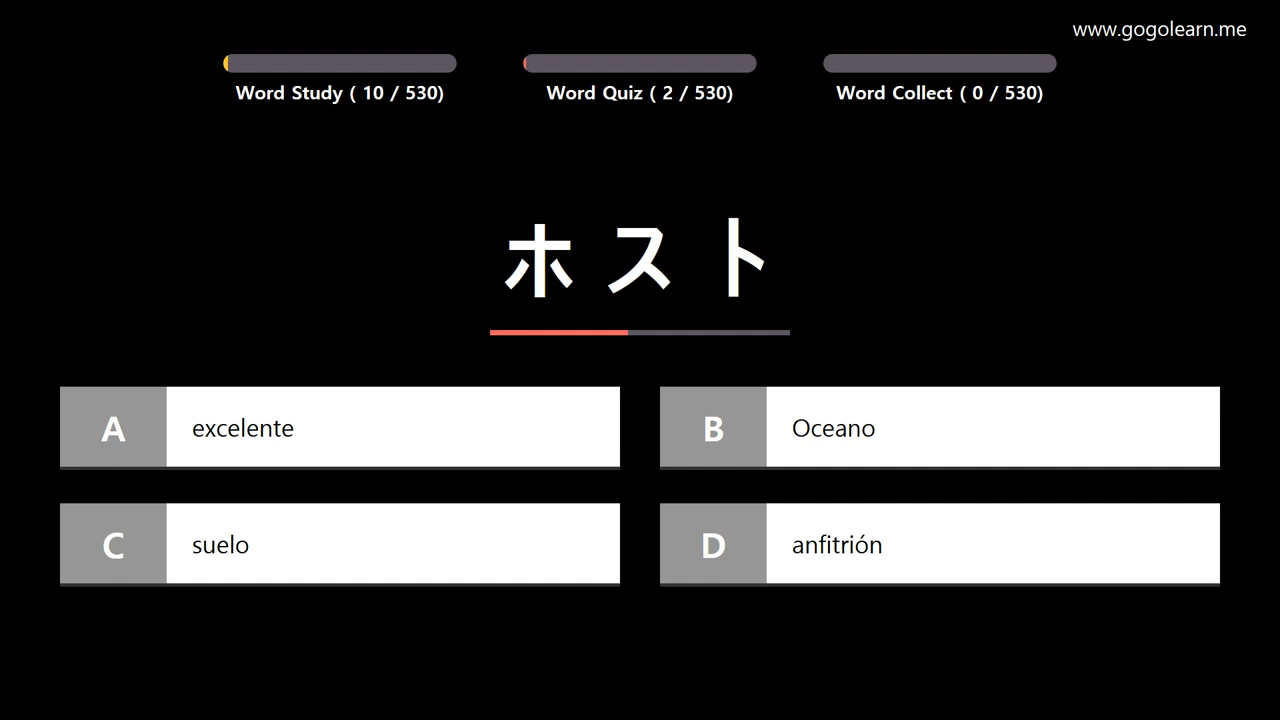 www.gogolearn.me
Word Study ( 10 / 530)
Word Quiz ( 2 / 530)
Word Collect ( 0 / 530)
ホスト
A excelente
B Oceano
C suelo
D anfitrión